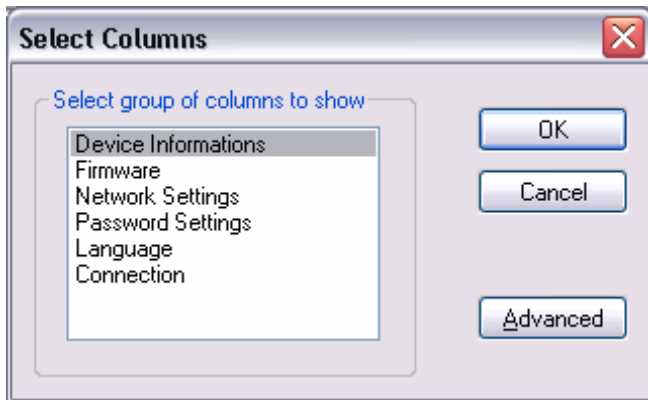 Select Columns
Select group of columns to show
Device Informations
Firmware
Network Settings
Password Settings
Language
Connection
OK
Cancel
Advanced